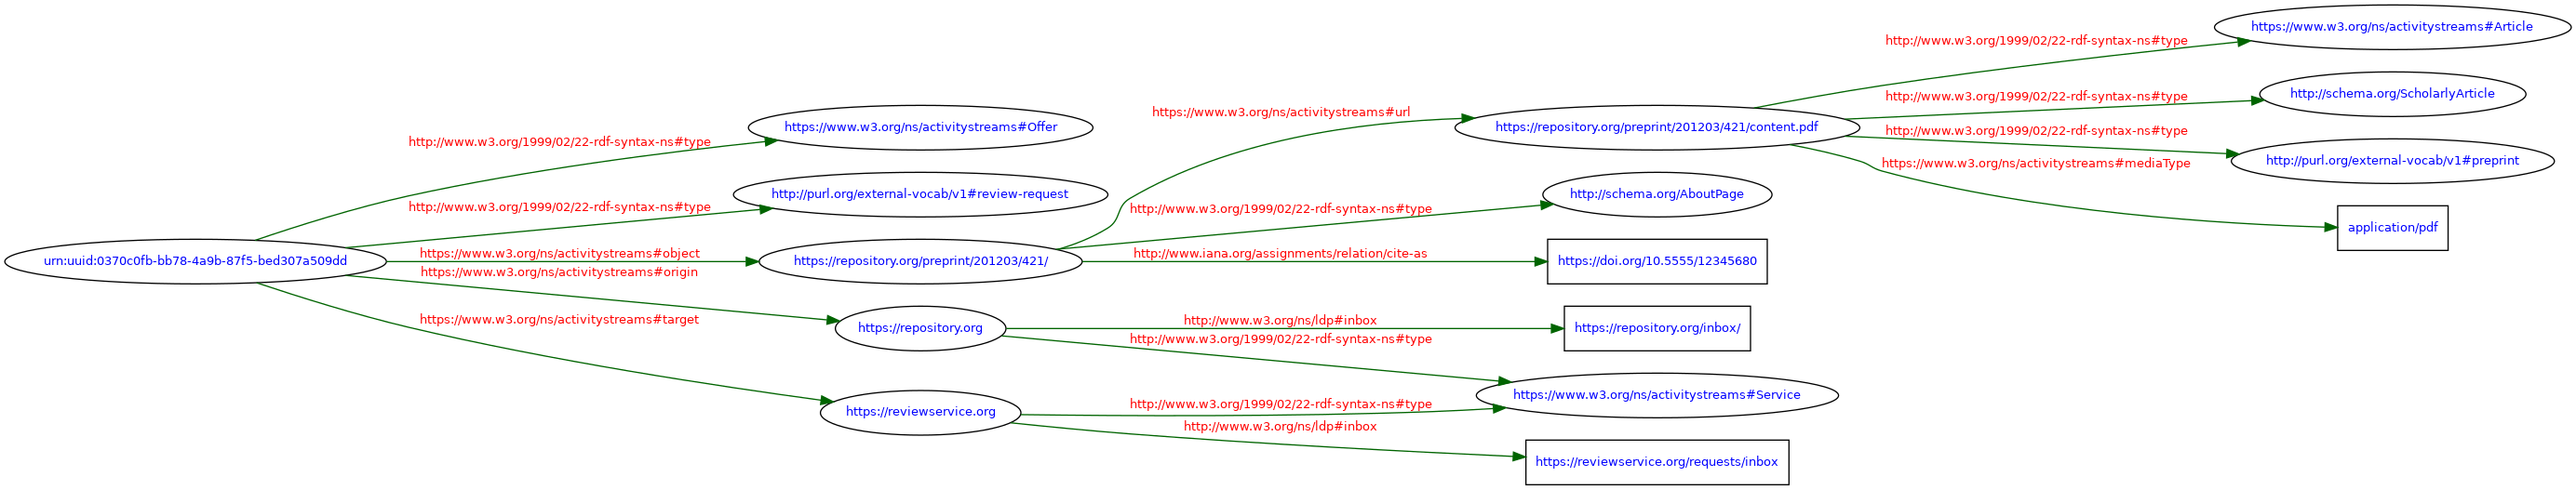 https://www.w3.org/ns/activitystreams#Article
http://www.w3.org/1999/02/22-rdf-syntax-ns#type
http://www.w3.org/1999/02/22-rdf-syntax-ns#type
http://schema.org/ScholarlyArticle
https://www.w3.org/ns/activitystreams#url
https://www.w3.org/ns/activitystreams#Offer
https://repository.org/preprint/201203/421/content.pdf
http://www.w3.org/1999/02/22-rdf-syntax-ns#type
http://www.w3.org/1999/02/22-rdf-syntax-ns#type
http://purl.org/external-vocab/v1#preprint
https://www.w3.org/ns/activitystreams#mediaType
http://purl.org/external-vocab/v1#review-request
http://schema.org/AboutPage
http://www.w3.org/1999/02/22-rdf-syntax-ns#type
http://www.w3.org/1999/02/22-rdf-syntax-ns#type
application/pdf
https://www.w3.org/ns/activitystreams#object
http://www.iana.org/assignments/relation/cite-as
urn:uuid:0370c0fb-bb78-4a9b-87f5-bed307a509dd
https://repository.org/preprint/201203/421/
https://doi.org/10.5555/12345680
https://www.w3.org/ns/activitystreams#origin
https://www.w3.org/ns/activitystreams#target
http://www.w3.org/ns/ldp#inbox
https://repository.org
https://repository.org/inbox/
http://www.w3.org/1999/02/22-rdf-syntax-ns#type
https://www.w3.org/ns/activitystreams#Service
http://www.w3.org/1999/02/22-rdf-syntax-ns#type
https://reviewservice.org
http://www.w3.org/ns/ldp#inbox
https://reviewservice.org/requests/inbox